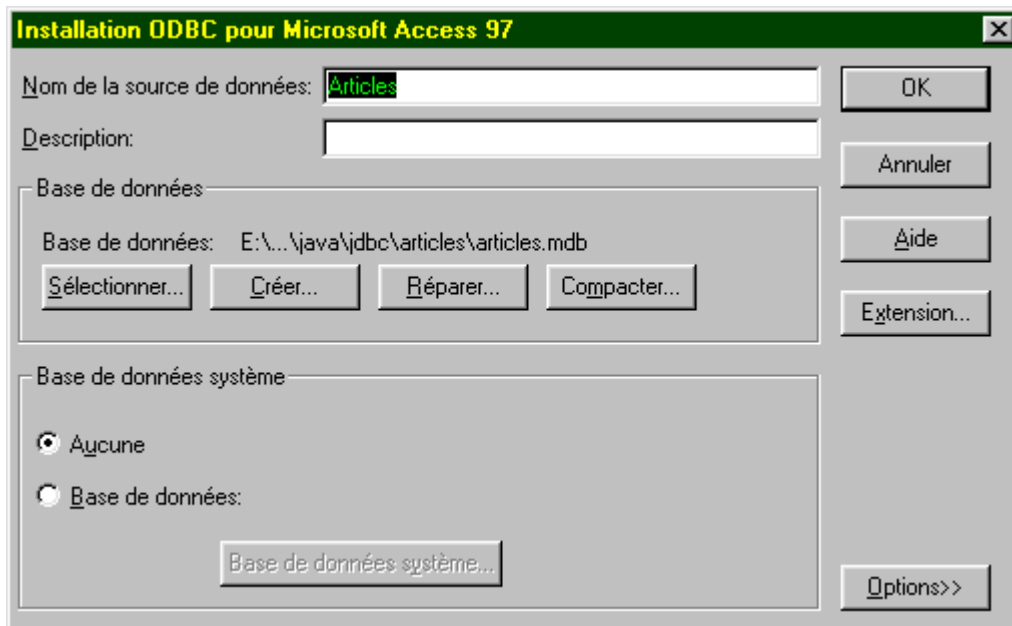 Installation ODBC pour Microsoft Access 97
Nom de la source de données: Articles
OK
Description:
Annuler
Base de données
Base de données: E:\...\java\jdbc\articles\articles.mdb
Aide
Sélectionner... Créer... Réparer... Compacter...
Extension...
Base de données système
Aucune
Base de données:
Base de données système...
Options>>